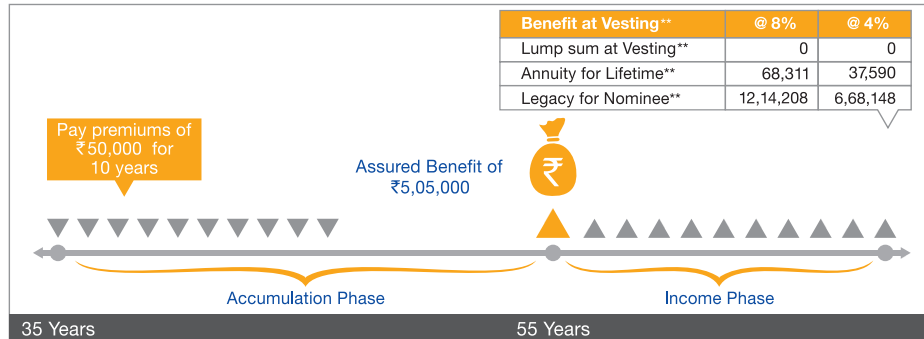 Benefit at Vesting** @ 8% @ 4%
Lump sum at Vesting** 0 0
Annuity for Lifetime** 68,311 37,590
Legacy for Nominee** 12,14,208 6,68,148
Pay premiums of
₹50,000 for
10 years
Assured Benefit of
₹5,05,000
₹
Accumulation Phase
Income Phase
35 Years
55 Years